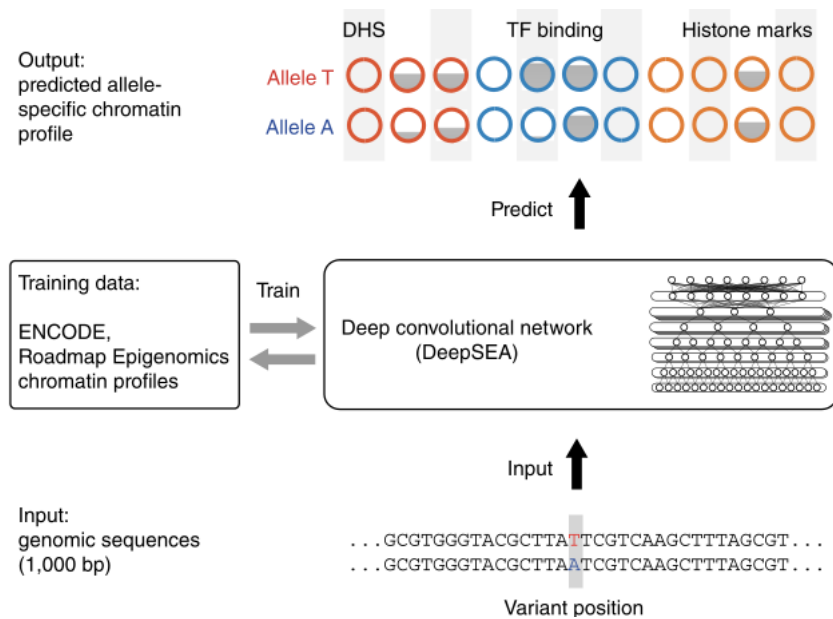 Output:
predicted allele-
specific chromatin
profile
DHS
TF binding
Histone marks
Allele T
Allele A
Predict
Training data:
ENCODE,
Roadmap Epigenomics
chromatin profiles
Train
Deep convolutional network
(DeepSEA)
Input
Input:
genomic sequences
(1,000 bp)
...GCGTGGGTACGCTTATTCGTCAAGCTTTAGCGT...
...GCGTGGGTACGCTTAATCGTCAAGCTTTAGCGT...
Variant position